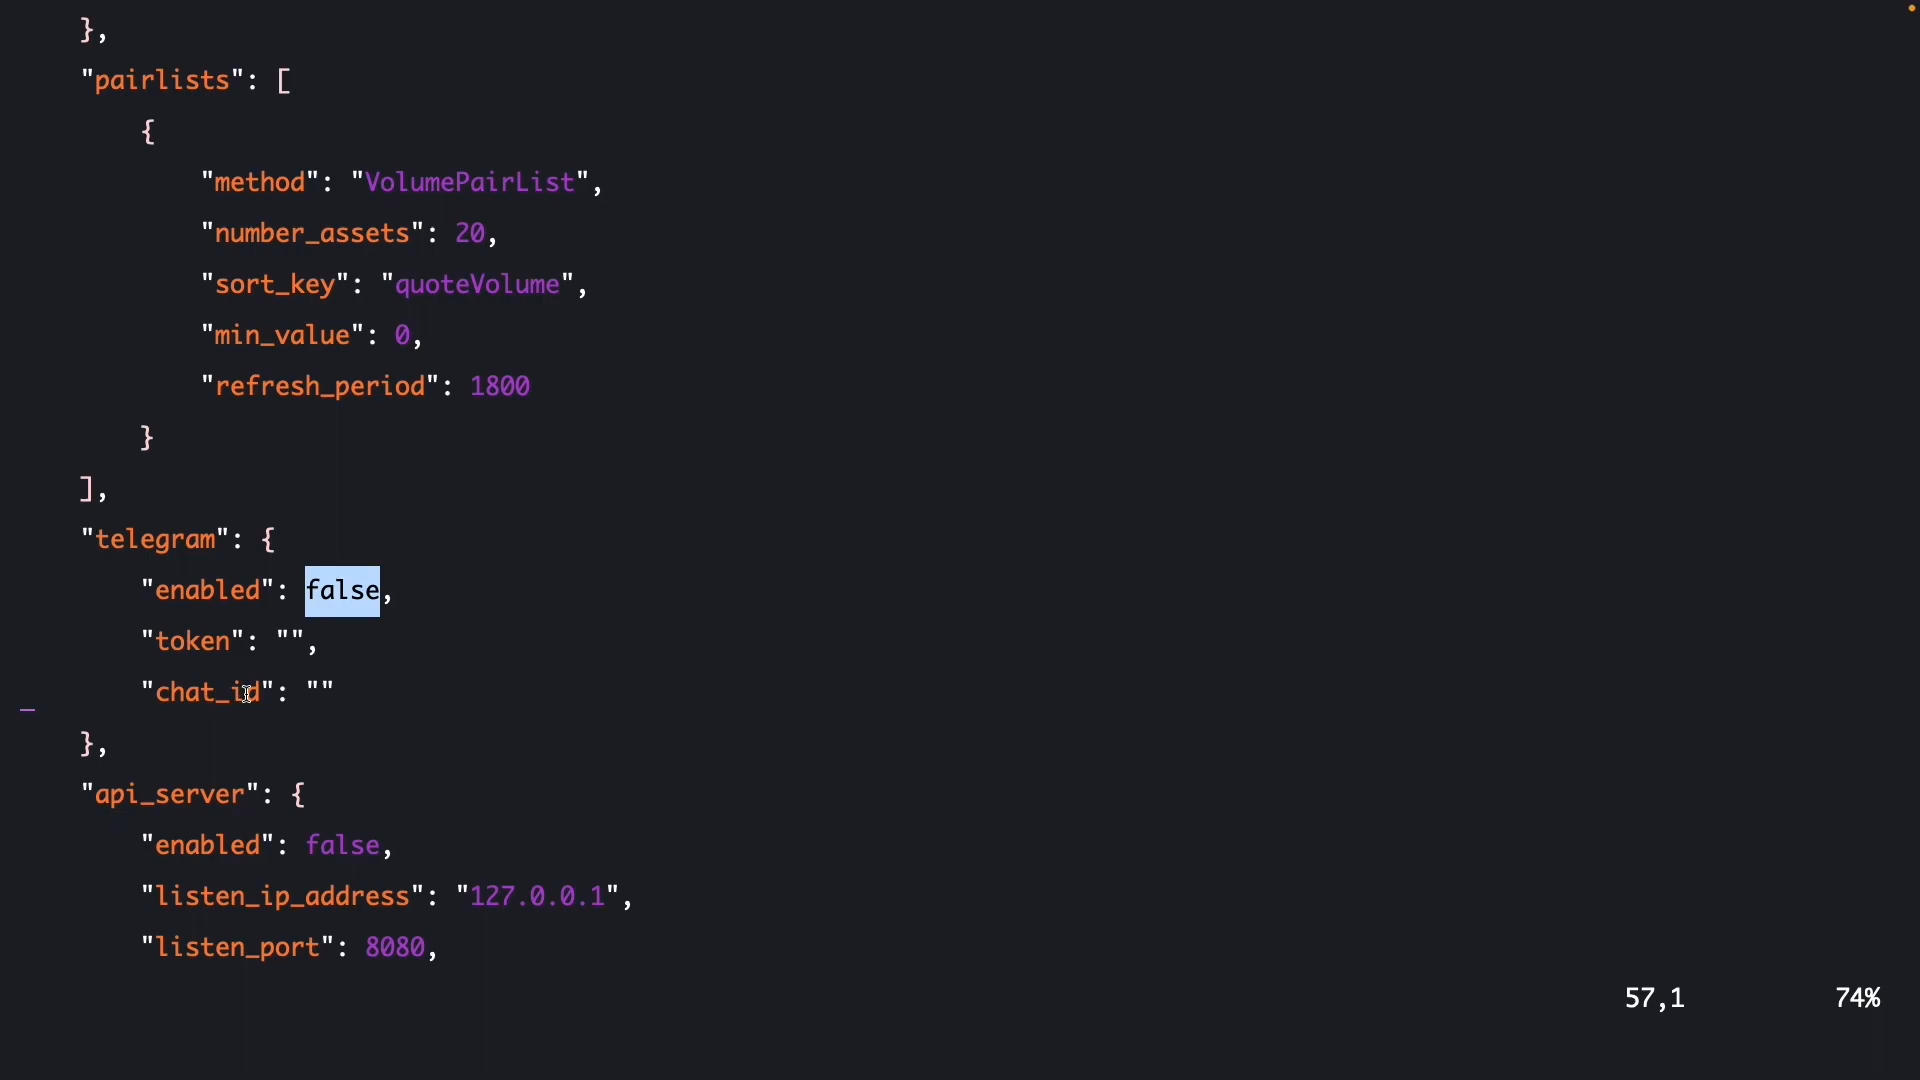 },
"pairlists": [
{
"method": "VolumePairList",
"number_assets": 20,
"sort_key": "quoteVolume",
"min_value": 0,
"refresh_period": 1800
}
],
"telegram": {
"enabled": false,
"token": "",
"chat_id": ""
},
"api_server": {
"enabled": false,
"listen_ip_address": "127.0.0.1",
"listen_port": 8080,
57,1 74%